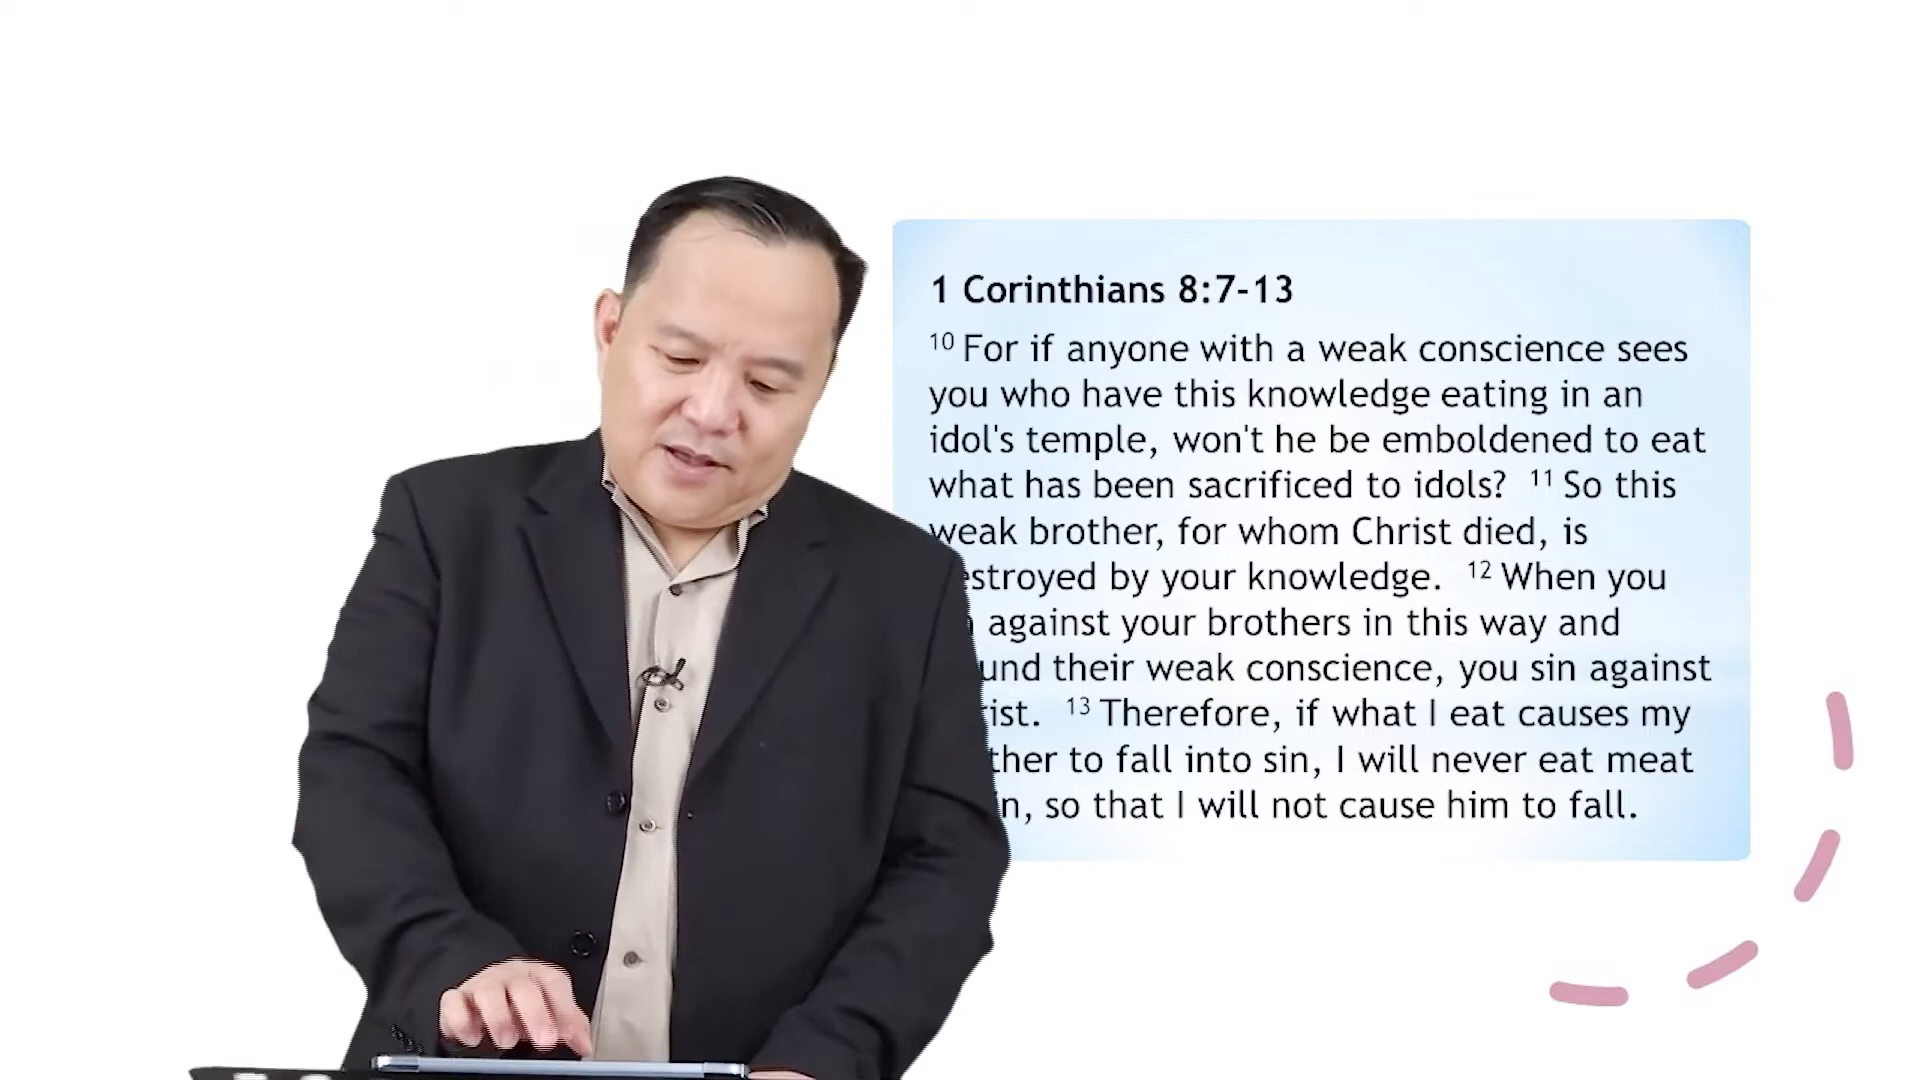 1 Corinthians 8:7-13
10 For if anyone with a weak conscience sees
you who have this knowledge eating in an
idol's temple, won't he be emboldened to eat
what has been sacrificed to idols? 11 So this
weak brother, for whom Christ died, is
estroyed by your knowledge. 12 When you
against your brothers in this way and
und their weak conscience, you sin against
ist. 13 Therefore, if what I eat causes my
ther to fall into sin, I will never eat meat
n, so that I will not cause him to fall.